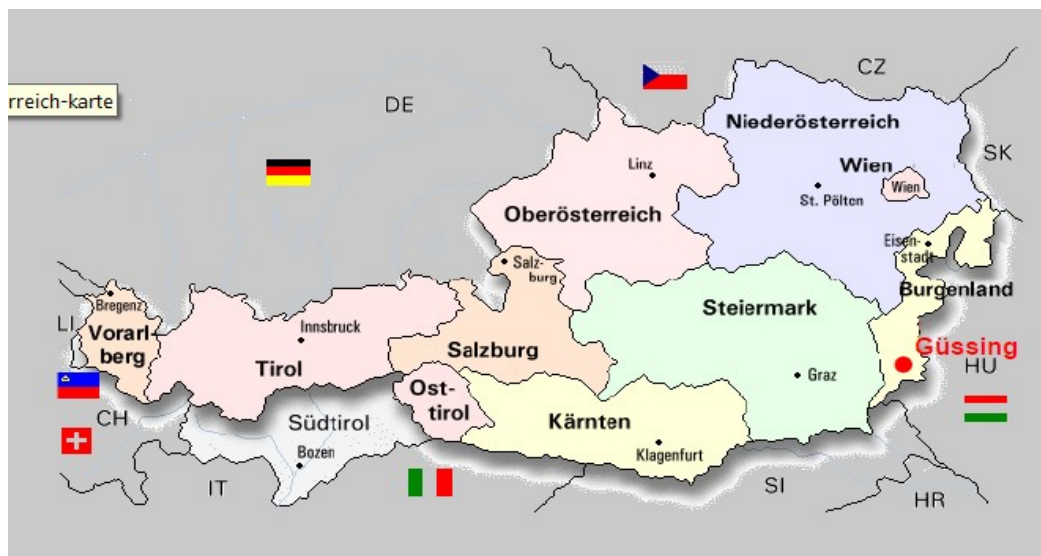 CZ
rreich-karte
DE
Niederösterreich
SK
Linz
Wien
Wien
St. Pölten
Oberösterreich
Eisen-
stadt
Salz-
burg
Burgenland
Bregenz
Steiermark
LI
Innsbruck
Vorarl-
berg
Güssing
Salzburg
HU
Tirol
Graz
Ost-
tirol
CH
Südtirol
Kärnten
Bozen
Klagenfurt
IT
SI
HR